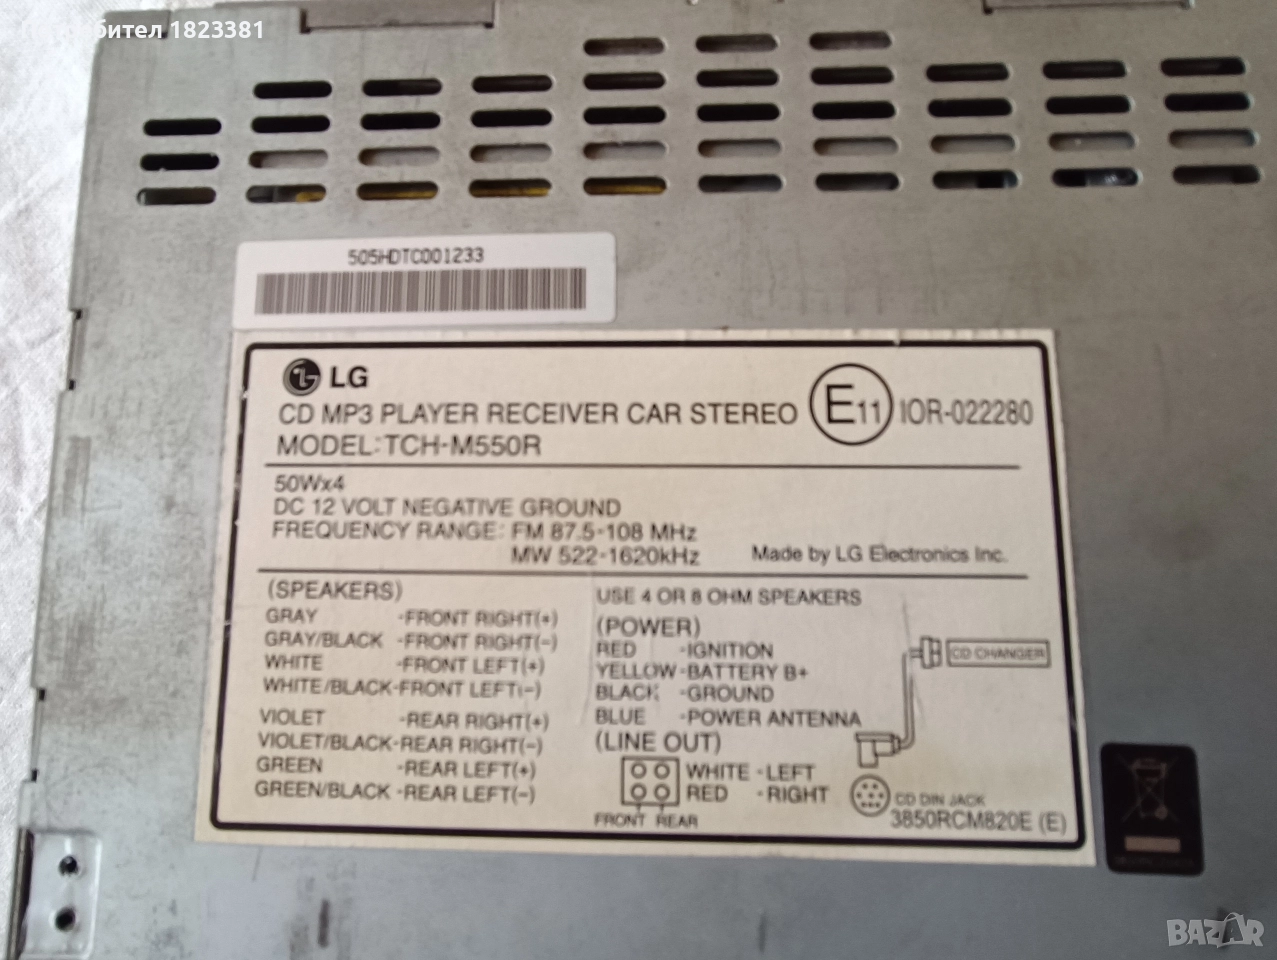 1823381
505HDTC001233
LG
CD MP3 PLAYER RECEIVER CAR STEREO E11 IOR-022280
MODEL:TCH-M550R
50Wx4
DC 12 VOLT NEGATIVE GROUND
FREQUENCY RANGE: FM 87.5-108 MHz
MW 522-1620kHz
Made by LG Electronics Inc.
(SPEAKERS)
GRAY -FRONT RIGHT(+)
GRAY/BLACK -FRONT RIGHT(-)
WHITE -FRONT LEFT(+)
WHITE/BLACK-FRONT LEFT(-)
VIOLET -REAR RIGHT(+)
VIOLET/BLACK-REAR RIGHT(-)
GREEN -REAR LEFT(+)
GREEN/BLACK -REAR LEFT(-)
USE 4 OR 8 OHM SPEAKERS
(POWER)
RED -IGNITION
YELLOW-BATTERY B+
BLACK -GROUND
BLUE -POWER ANTENNA
(LINE OUT)
WHITE -LEFT
RED -RIGHT
FRONT REAR
CD CHANGER
CD DIN JACK
3850RCM820E (E)
BAZAR